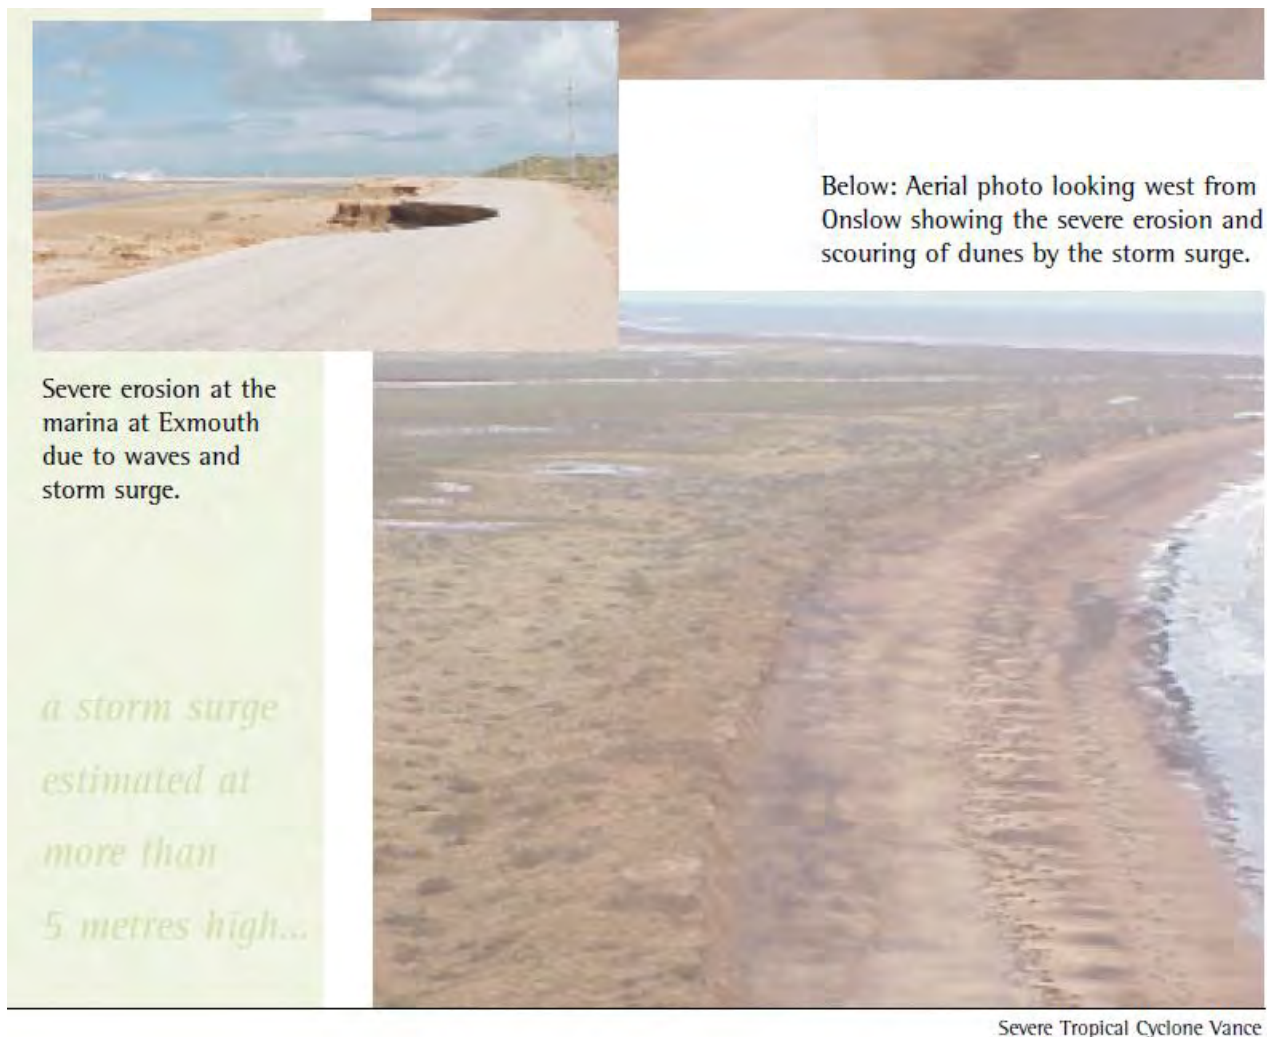 Below: Aerial photo looking west from
Onslow showing the severe erosion and
scouring of dunes by the storm surge.
Severe erosion at the
marina at Exmouth
due to waves and
storm surge.
a storm surge
estimated at
more than
5 metres high...
Severe Tropical Cyclone Vance